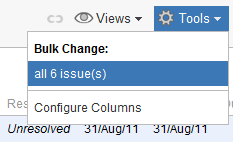 Views Tools
Bulk Change:
all 6 issue(s)
Configure Columns
Unresolved 31/Aug/11 31/Aug/11